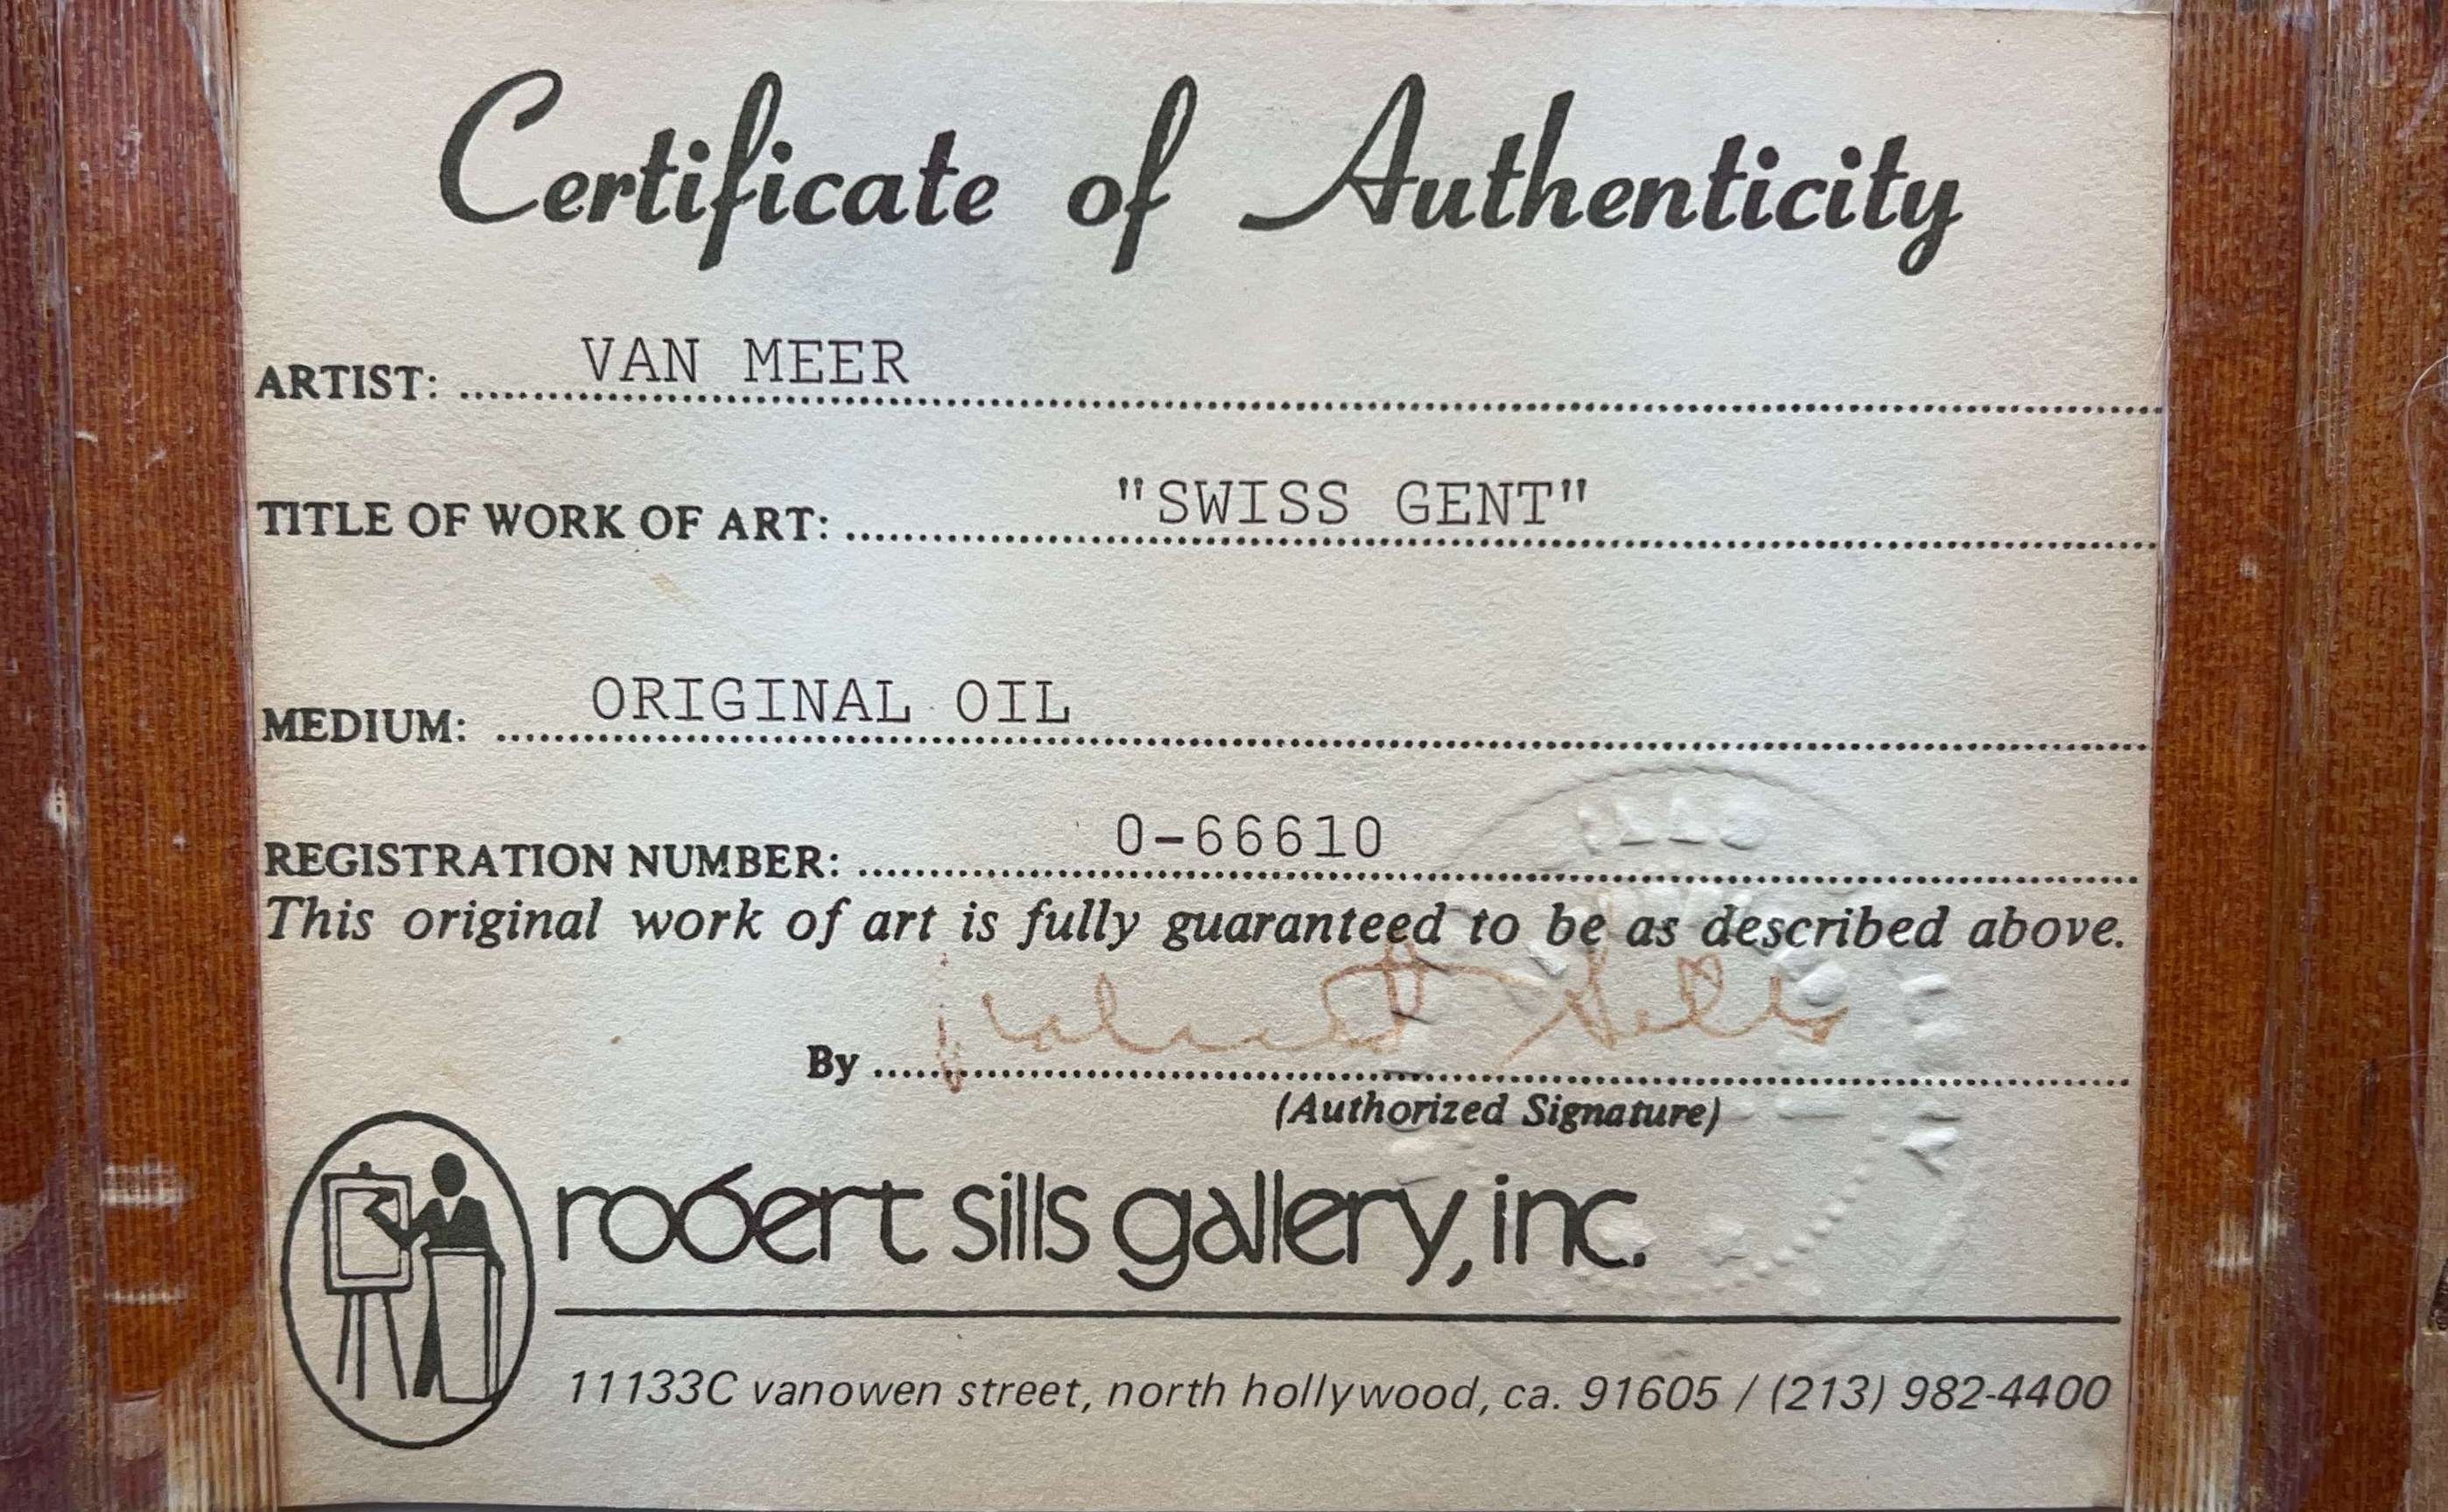 Certificate of Authenticity
ARTIST: VAN MEER
TITLE OF WORK OF ART: "SWISS GENT"
MEDIUM: ORIGINAL OIL
REGISTRATION NUMBER: 0-66610
This original work of art is fully guaranteed to be as described above.
By Robert Sills
(Authorized Signature)
robert sills gallery, inc.
11133C vanowen street, north hollywood, ca. 91605 / (213) 982-4400